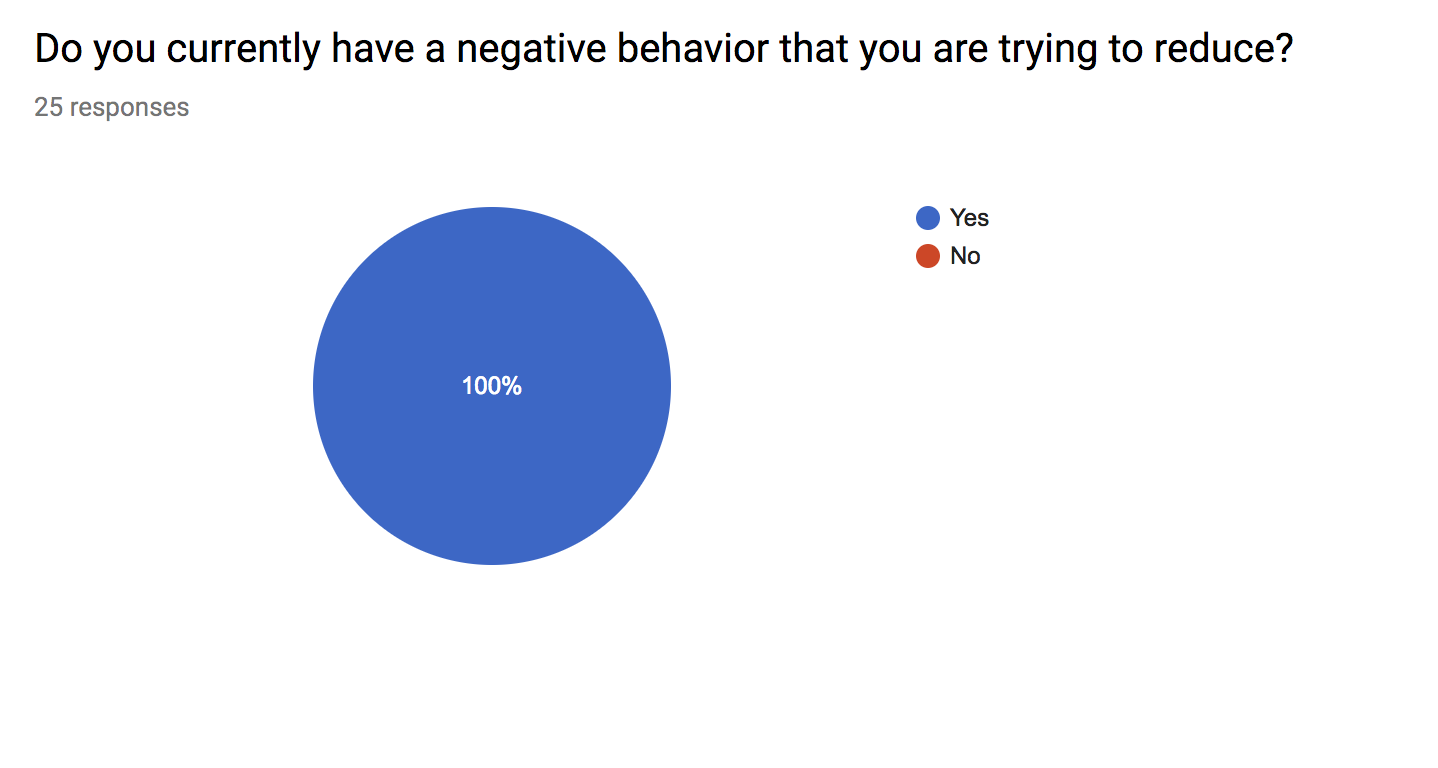 Do you currently have a negative behavior that you are trying to reduce?
25 responses
Yes
No
100%